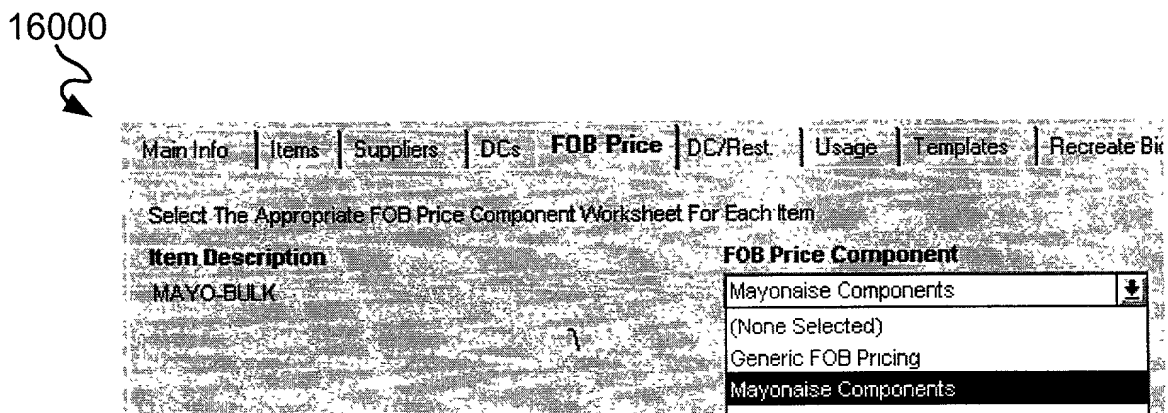 16000
Main Info Items Suppliers DCs FOB Price DC/Rest. Usage Templates Recreate Bid
Select The Appropriate FOB Price Component Worksheet For Each Item
Item Description FOB Price Component
MAYO-BULK Mayonaise Components
(None Selected)
Generic FOB Pricing
Mayonaise Components